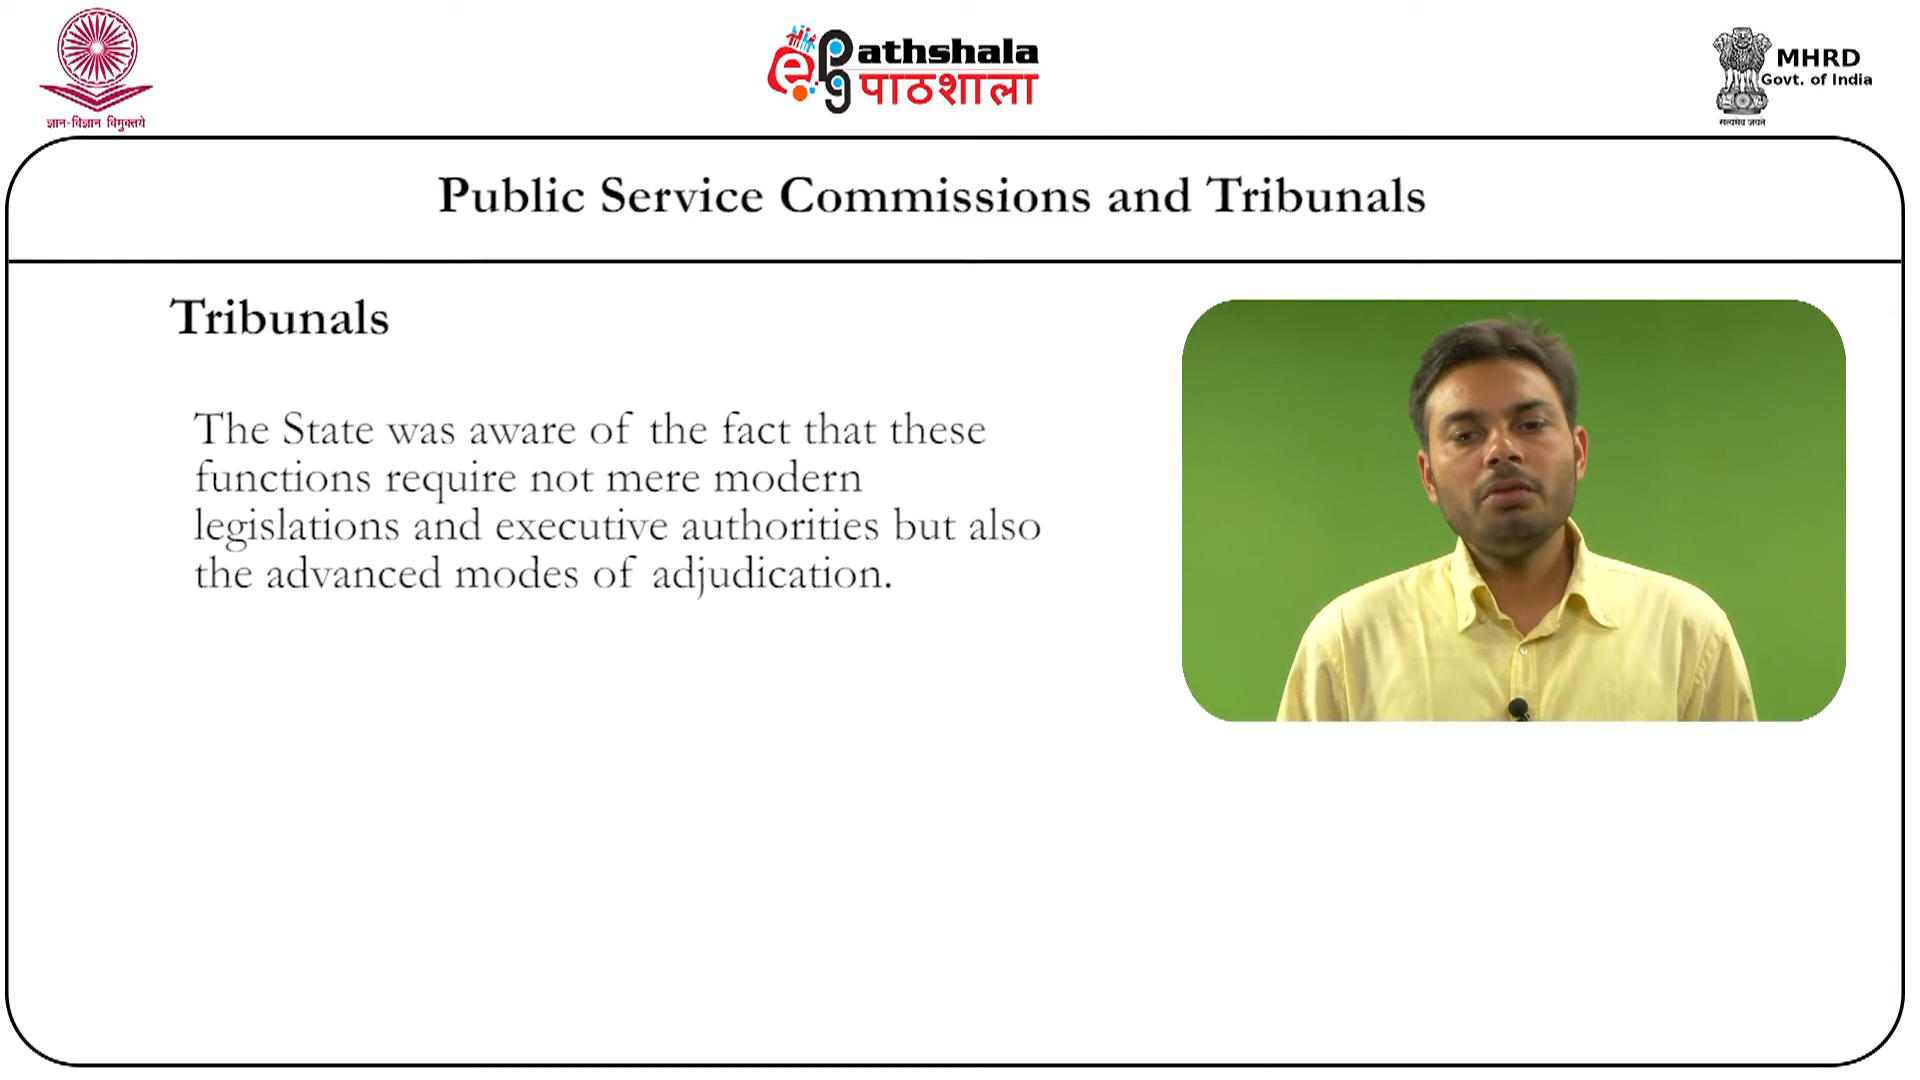 ज्ञान-विज्ञान विमुक्तये
epg Pathshala
पाठशाला
MHRD
Govt. of India
सत्यमेव जयते
Public Service Commissions and Tribunals
Tribunals
The State was aware of the fact that these
functions require not mere modern
legislations and executive authorities but also
the advanced modes of adjudication.